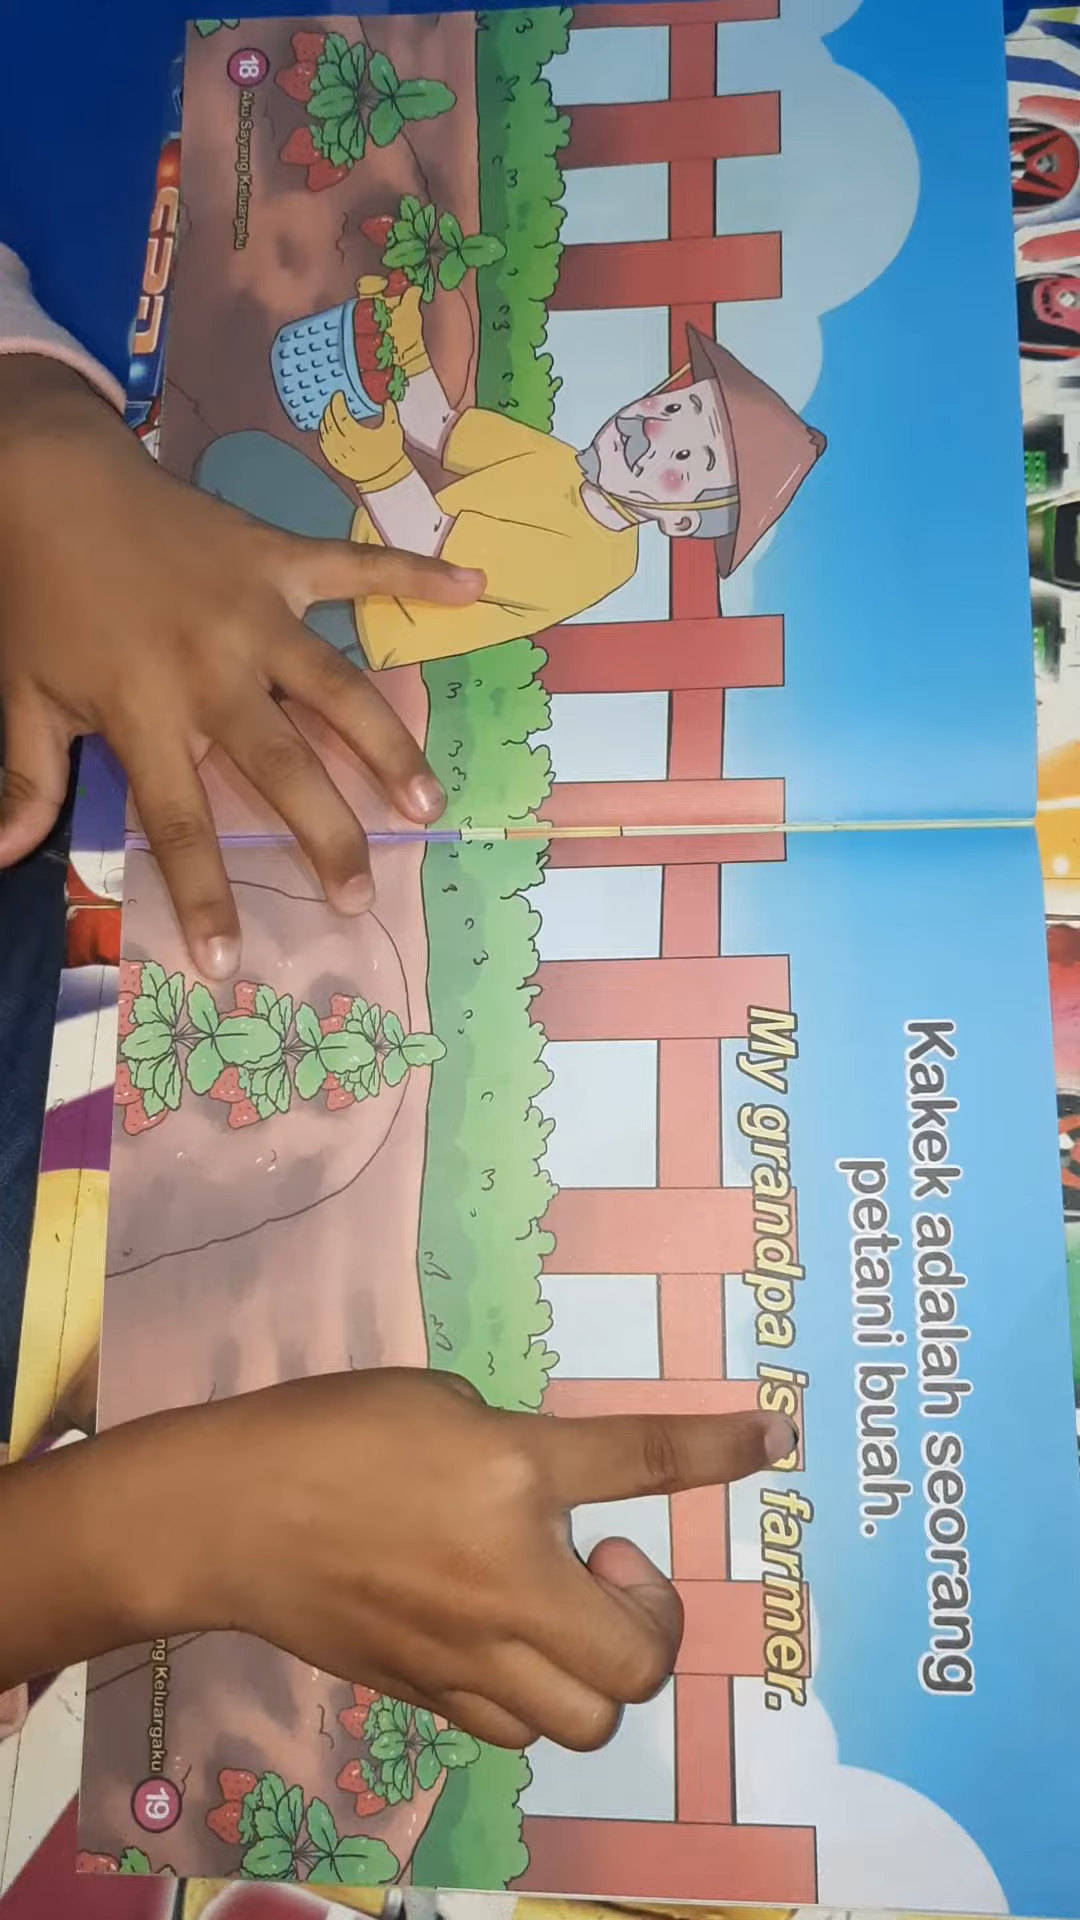 Kakek adalah seorang
petani buah.
My grandpa is farmer.
18 Aku Sayang Keluargaku
Keluargaku 19